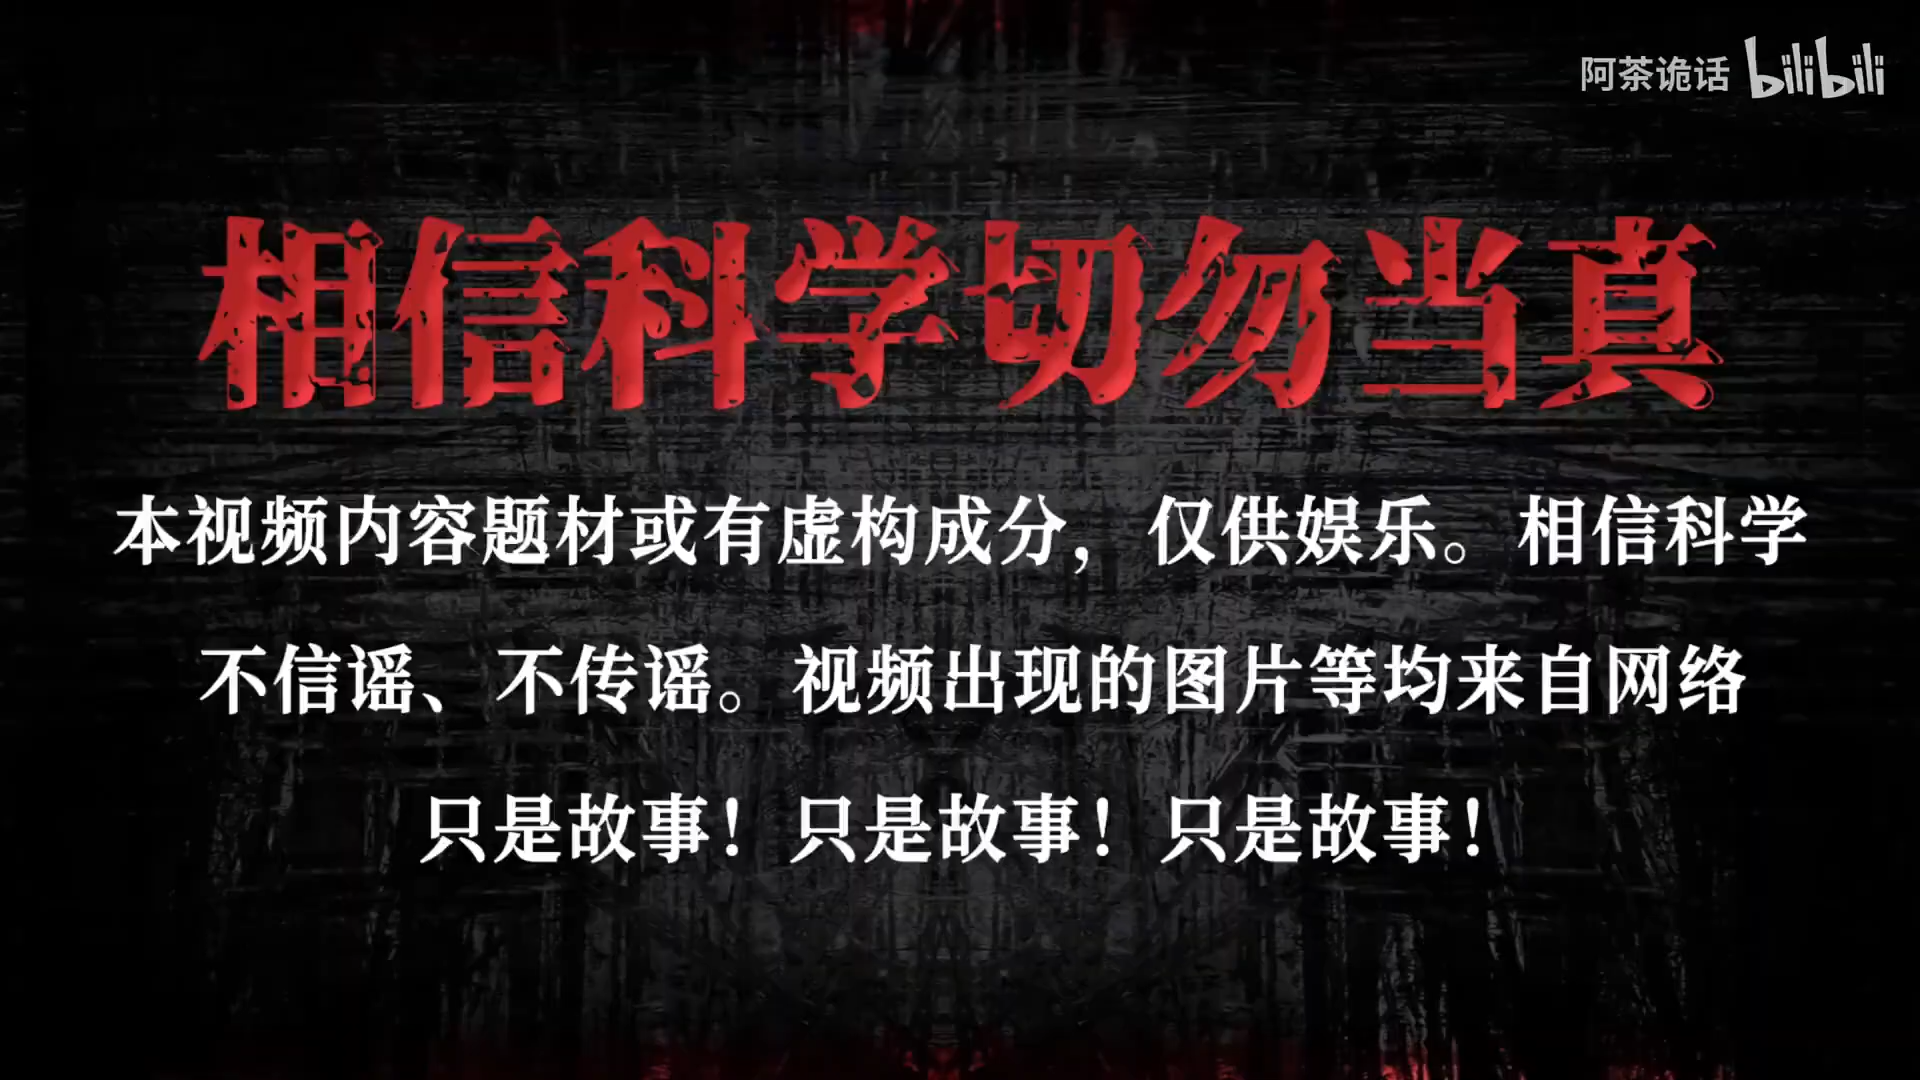 阿茶诡话 bilibili
相信科学切勿当真
本视频内容题材或有虚构成分，仅供娱乐。相信科学
不信谣、不传谣。视频出现的图片等均来自网络
只是故事！只是故事！只是故事！